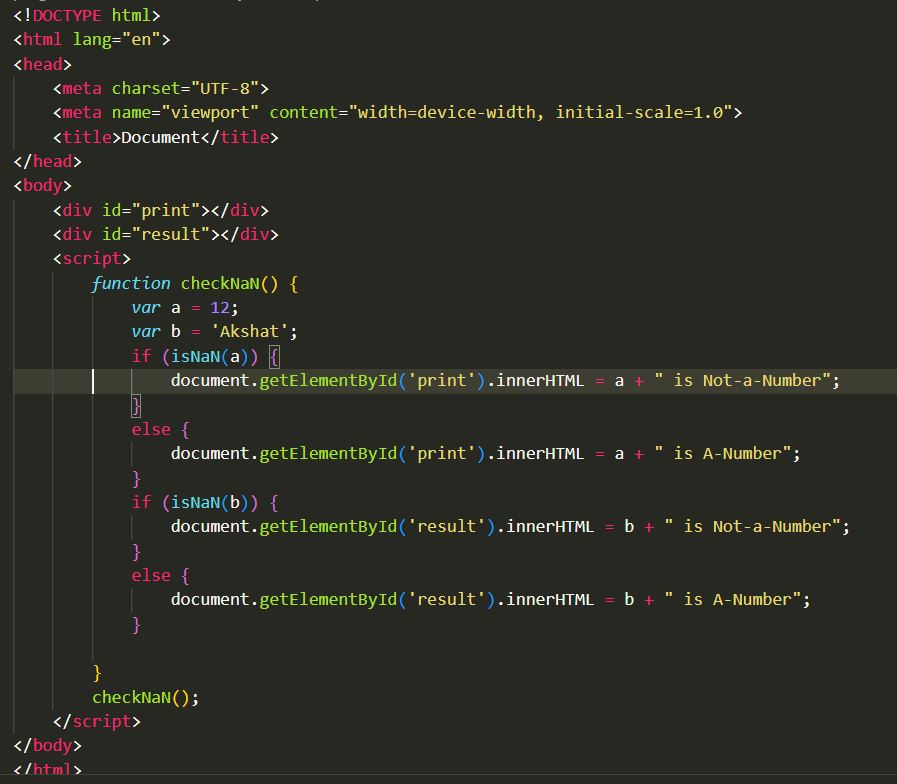 <!DOCTYPE html>
<html lang="en">
<head>
    <meta charset="UTF-8">
    <meta name="viewport" content="width=device-width, initial-scale=1.0">
    <title>Document</title>
</head>
<body>
    <div id="print"></div>
    <div id="result"></div>
    <script>
        function checkNaN() {
            var a = 12;
            var b = 'Akshat';
            if (isNaN(a)) {
                document.getElementById('print').innerHTML = a + " is Not-a-Number";
            }
            else {
                document.getElementById('print').innerHTML = a + " is A-Number";
            }
            if (isNaN(b)) {
                document.getElementById('result').innerHTML = b + " is Not-a-Number";
            }
            else {
                document.getElementById('result').innerHTML = b + " is A-Number";
            }
        }
        checkNaN();
    </script>
</body>
</html>